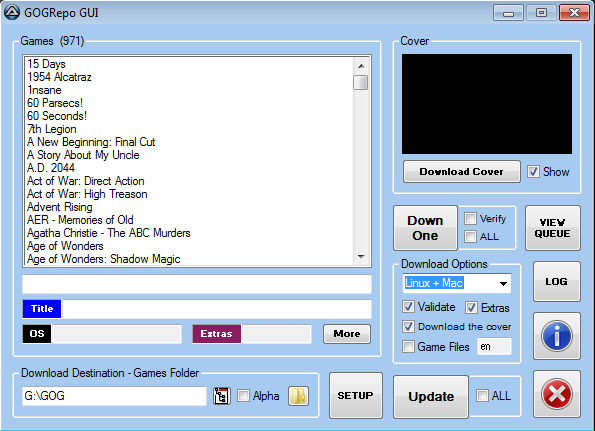 GOGRepo GUI
Games (971)
15 Days
1954 Alcatraz
1nsane
60 Parsecs!
60 Seconds!
7th Legion
A New Beginning: Final Cut
A Story About My Uncle
A.D. 2044
Act of War: Direct Action
Act of War: High Treason
Advent Rising
AER - Memories of Old
Agatha Christie - The ABC Murders
Age of Wonders
Age of Wonders: Shadow Magic
Title
OS
Extras
More
Cover
Download Cover
Show
Down One
Verify
ALL
VIEW QUEUE
Download Options
Linux + Mac
Validate
Extras
Download the cover
Game Files
en
LOG
Download Destination - Games Folder
G:\GOG
Alpha
SETUP
Update
ALL